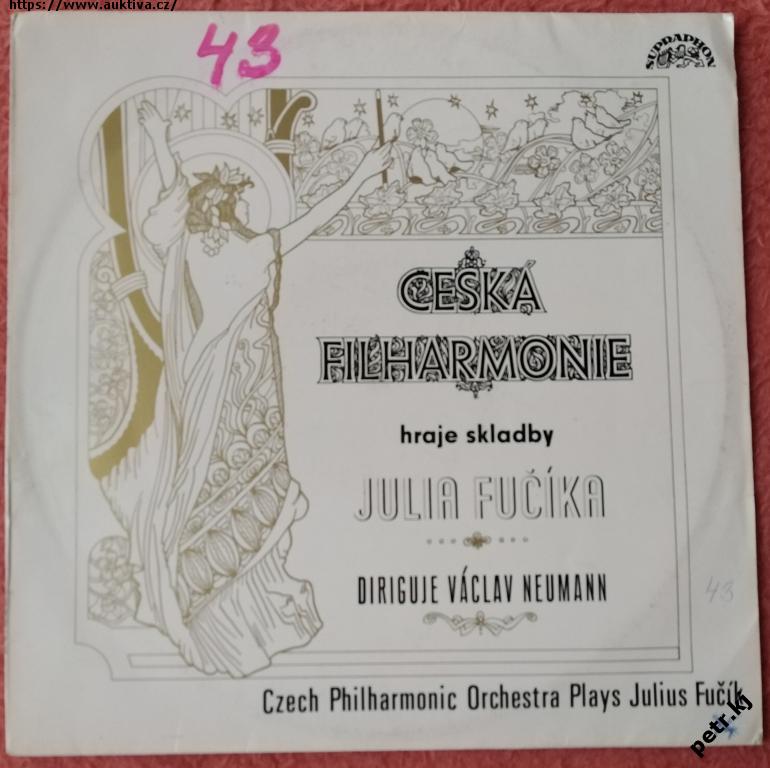 https://www.auktiva.cz/
43
SUPRAPHON
ČESKÁ
FILHARMONIE
hraje skladby
JULIA FUČÍKA
DIRIGUJE VÁCLAV NEUMANN
43
Czech Philharmonic Orchestra Plays Julius Fučík
petr.kj